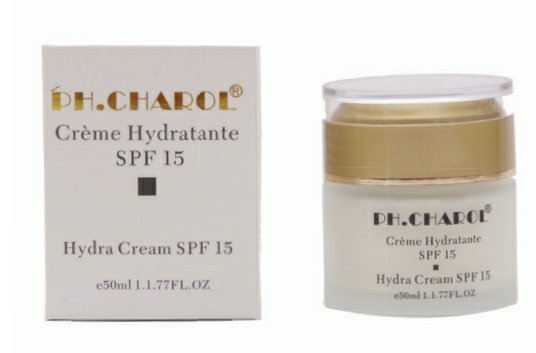 PH.CHAROL®
Crème Hydratante
SPF 15
Hydra Cream SPF 15
e50ml 1.1.77FL.OZ
PH.CHAROL®
Crème Hydratante
SPF 15
Hydra Cream SPF 15
e50ml 1.1.77FL.OZ